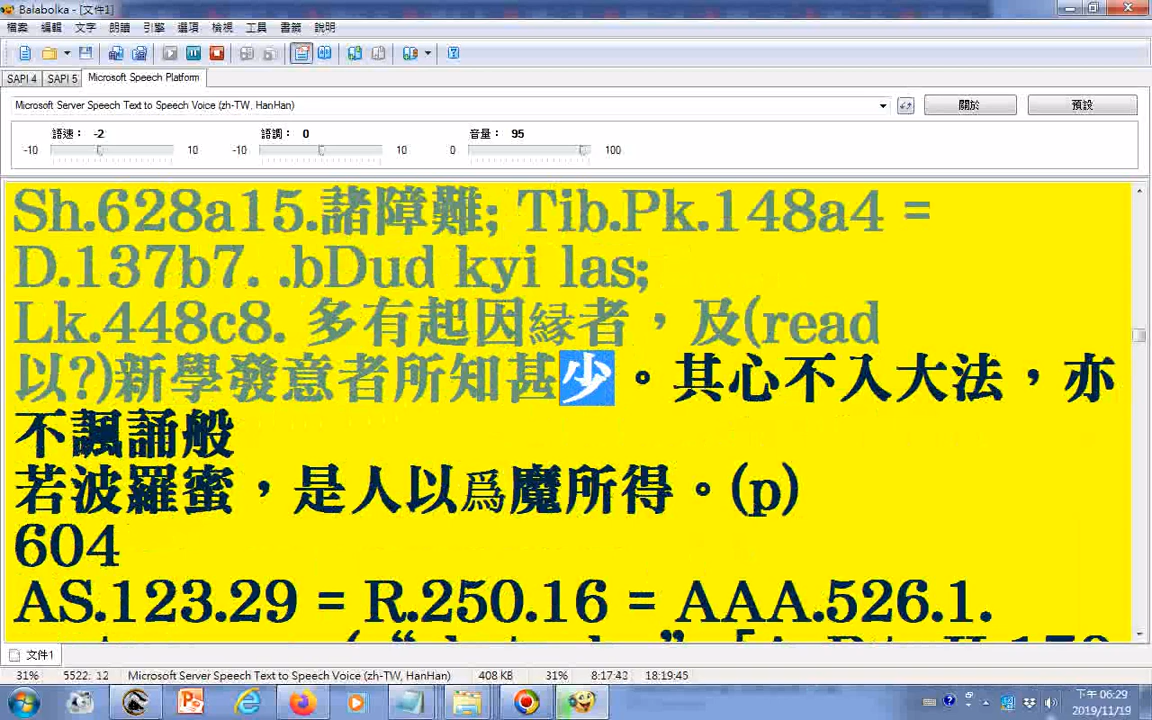 Balabolka - [文件1]
檔案 編輯 文字 朗讀 引擎 選項 檢視 工具 書籤 說明
SAPI 4 SAPI 5 Microsoft Speech Platform
Microsoft Server Speech Text to Speech Voice (zh-TW, HanHan) 關於 預設
語速： -2 語調： 0 音量： 95
-10 10 -10 10 0 100
Sh.628a15.諸障難; Tib.Pk.148a4 =
D.137b7. .bDud kyi las;
Lk.448c8. 多有起因縁者，及(read
以?)新學發意者所知甚少。其心不入大法，亦
不諷誦般
若波羅蜜，是人以爲魔所得。(p)
604
AS.123.29 = R.250.16 = AAA.526.1.
文件1
31% 5522: 12 Microsoft Server Speech Text to Speech Voice (zh-TW, HanHan) 408 KB 31% 8:17:43 18:19:45
下午 06:29
2019/11/19